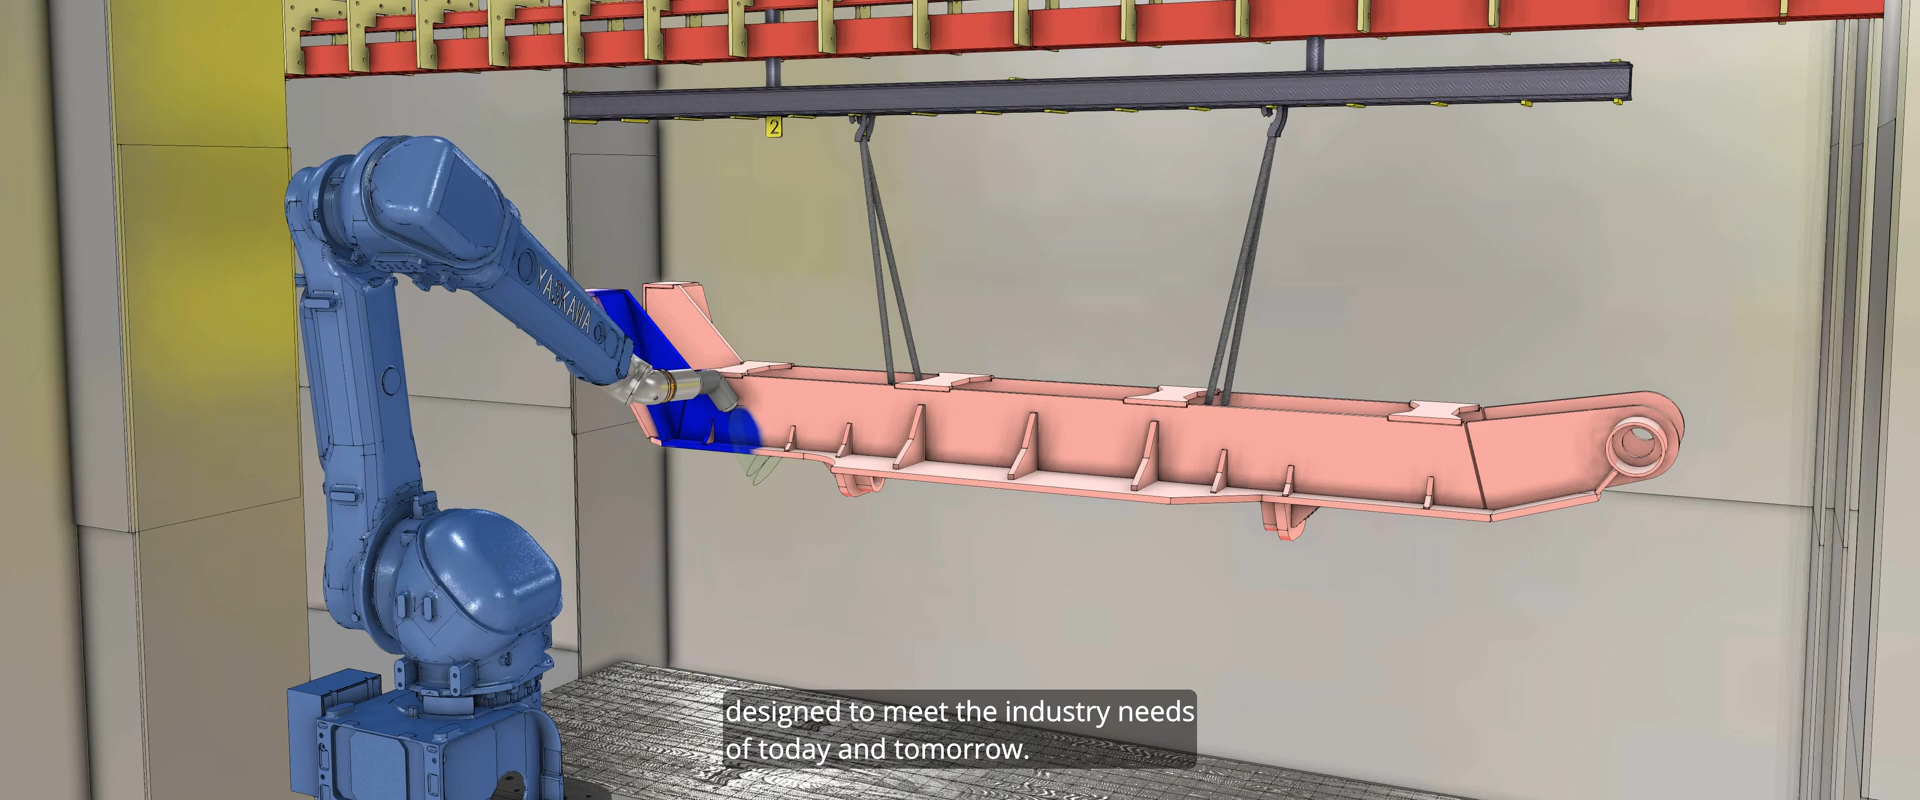 2
YASKAWA
designed to meet the industry needs
of today and tomorrow.